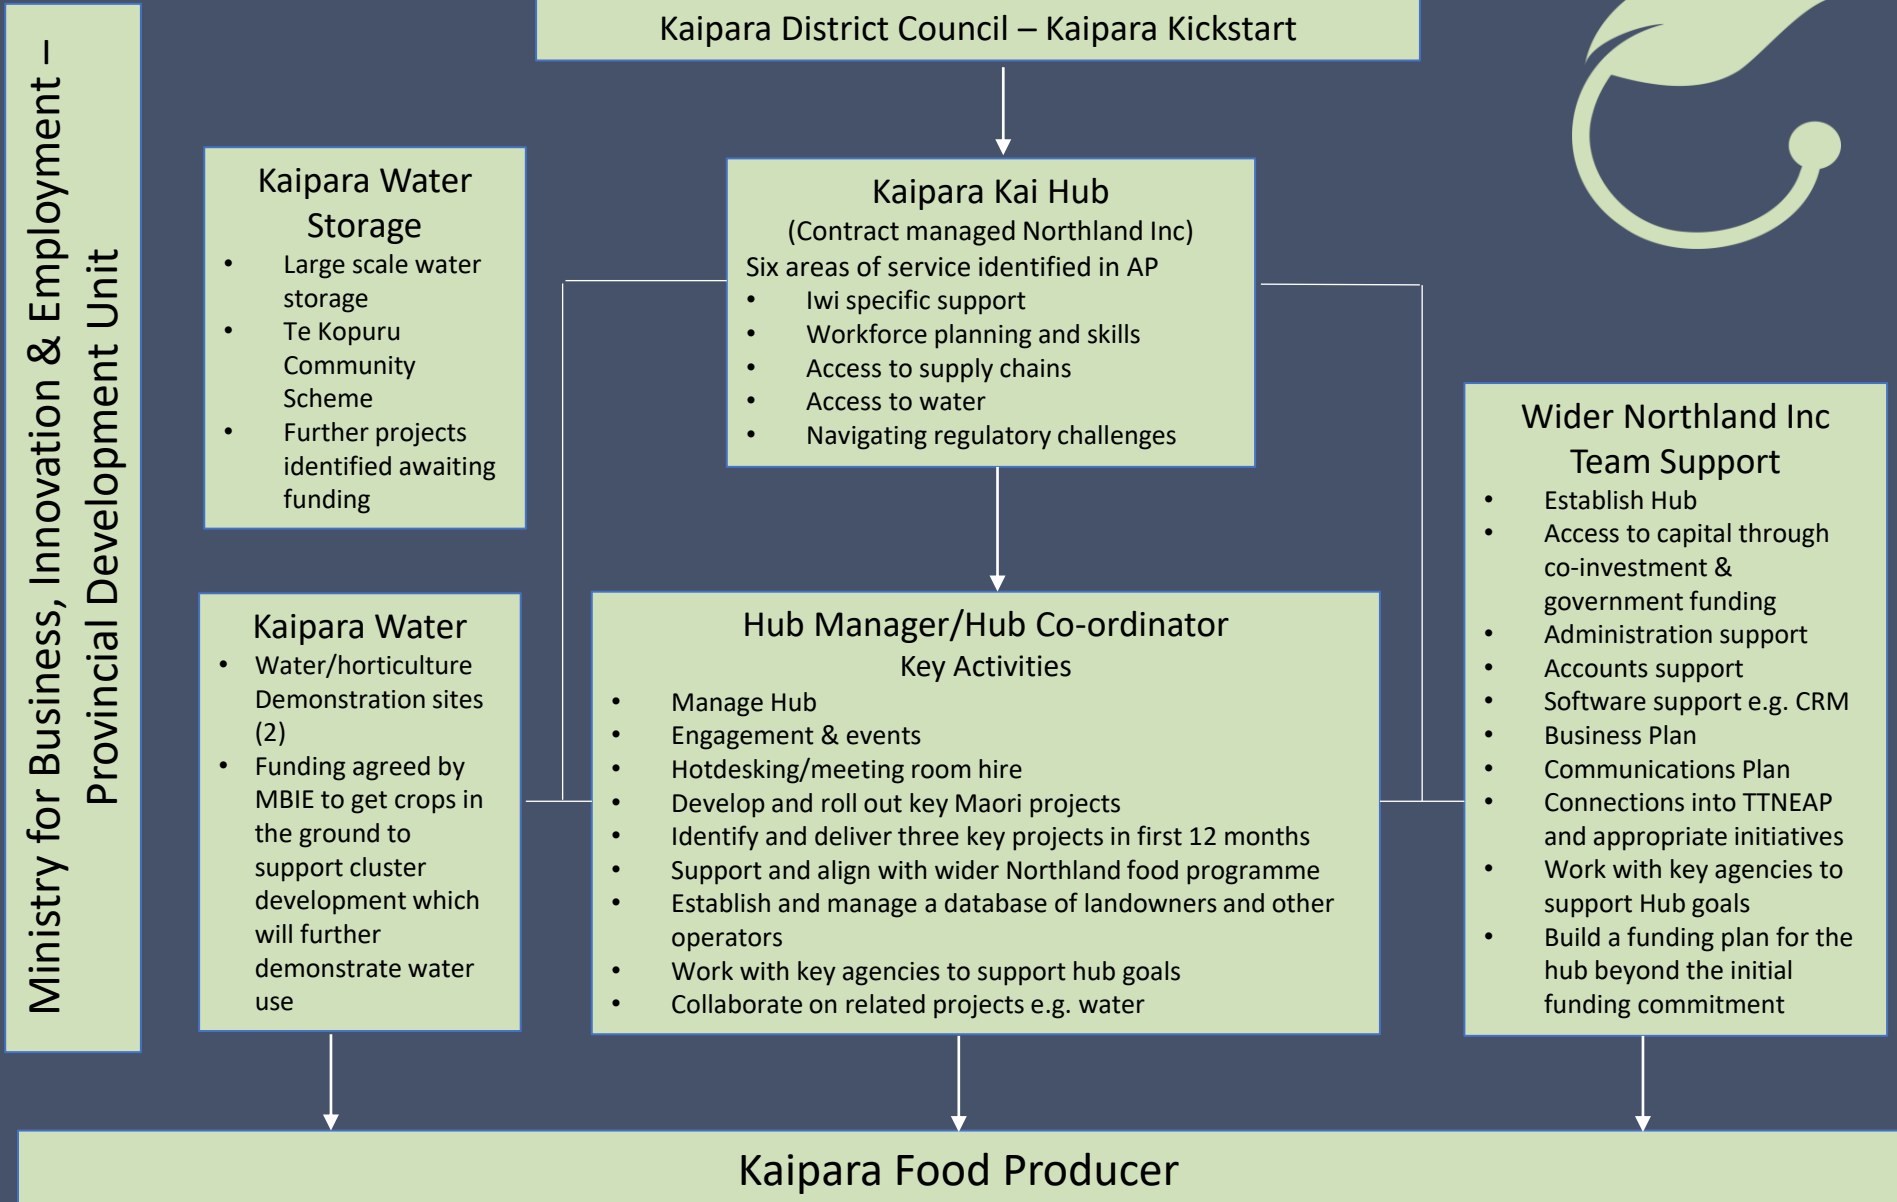 Ministry for Business, Innovation & Employment –
Provincial Development Unit
Kaipara District Council – Kaipara Kickstart
Kaipara Water
Storage
• Large scale water
storage
• Te Kopuru
Community
Scheme
• Further projects
identified awaiting
funding
Kaipara Kai Hub
(Contract managed Northland Inc)
Six areas of service identified in AP
• Iwi specific support
• Workforce planning and skills
• Access to supply chains
• Access to water
• Navigating regulatory challenges
Wider Northland Inc
Team Support
• Establish Hub
• Access to capital through
co-investment &
government funding
• Administration support
• Accounts support
• Software support e.g. CRM
• Business Plan
• Communications Plan
• Connections into TTNEAP
and appropriate initiatives
• Work with key agencies to
support Hub goals
• Build a funding plan for the
hub beyond the initial
funding commitment
Kaipara Water
• Water/horticulture
Demonstration sites
(2)
• Funding agreed by
MBIE to get crops in
the ground to
support cluster
development which
will further
demonstrate water
use
Hub Manager/Hub Co-ordinator
Key Activities
• Manage Hub
• Engagement & events
• Hotdesking/meeting room hire
• Develop and roll out key Maori projects
• Identify and deliver three key projects in first 12 months
• Support and align with wider Northland food programme
• Establish and manage a database of landowners and other
operators
• Work with key agencies to support hub goals
• Collaborate on related projects e.g. water
Kaipara Food Producer